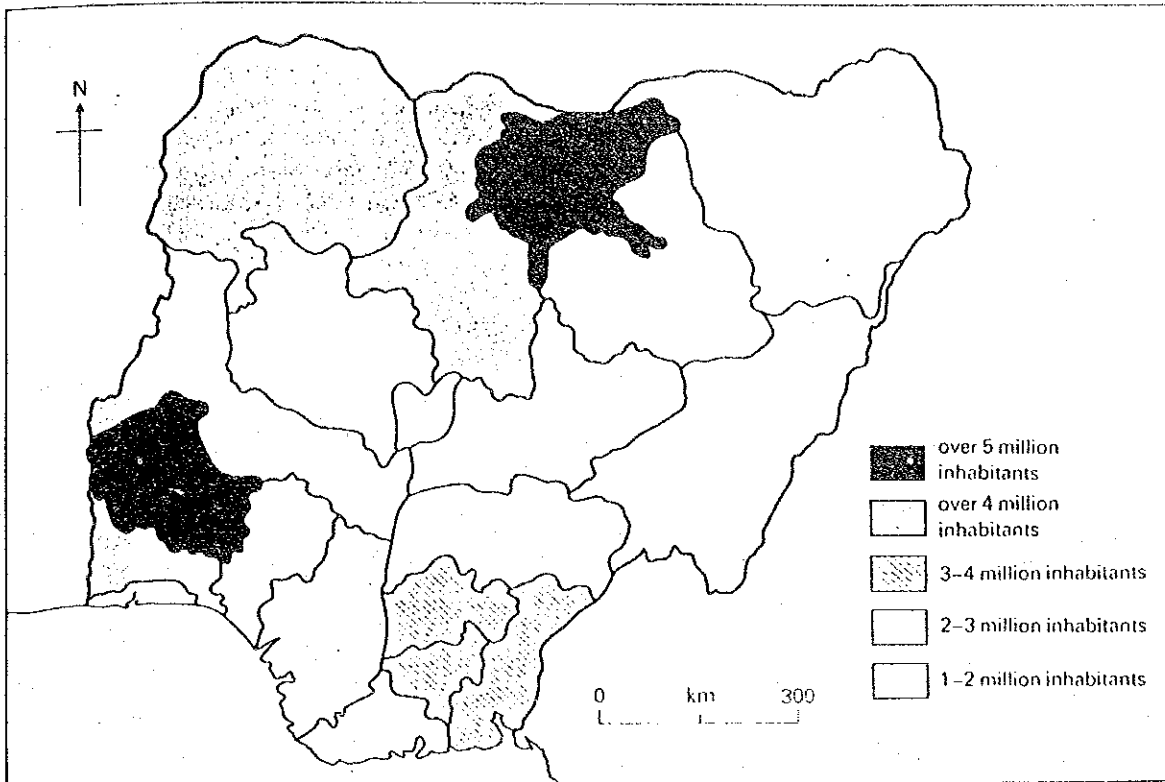 N
over 5 million
inhabitants
over 4 million
inhabitants
3–4 million inhabitants
2–3 million inhabitants
1–2 million inhabitants
0 km 300